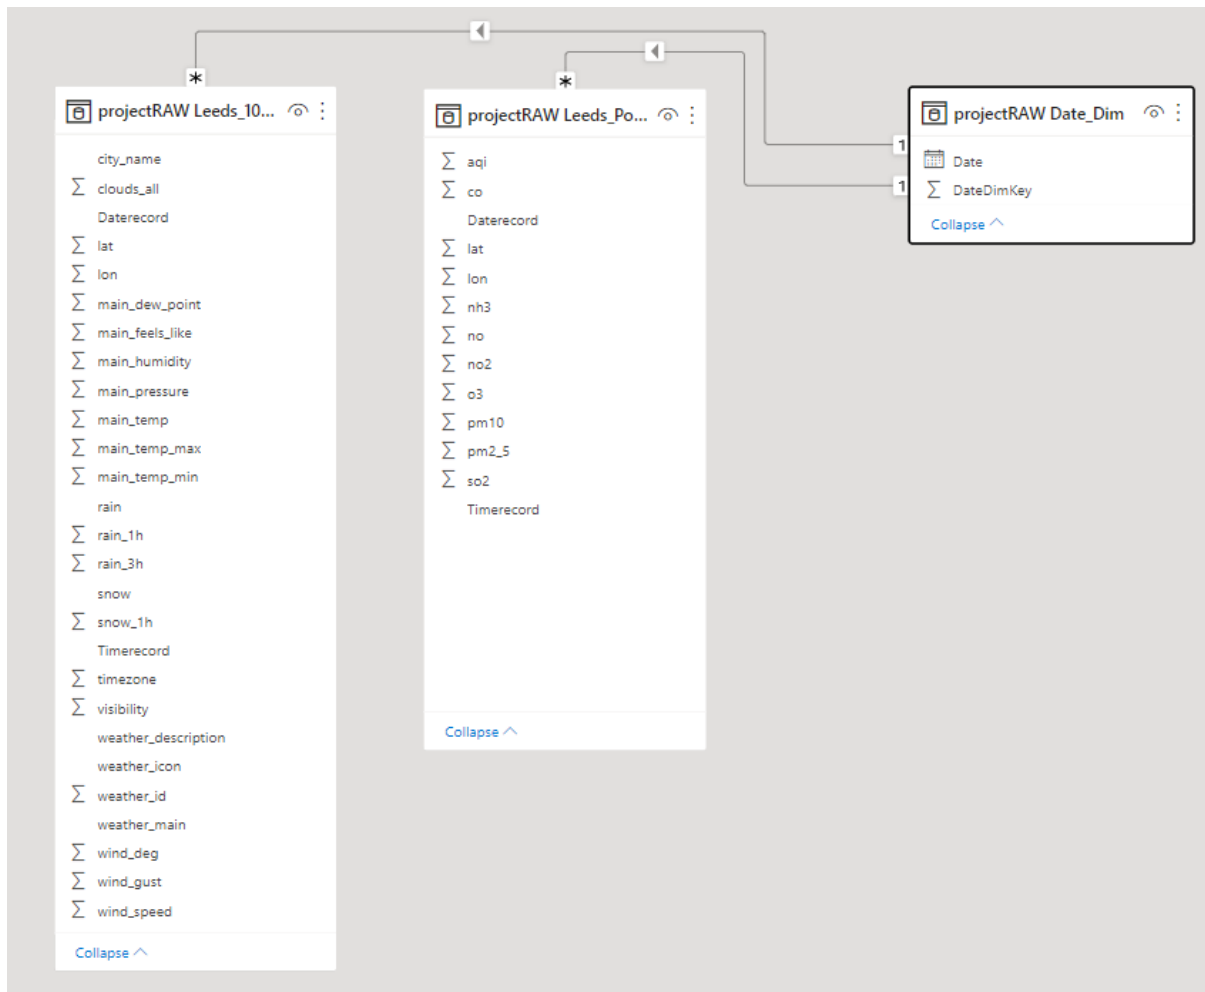 projectRAW Leeds_10...
city_name
clouds_all
Daterecord
lat
lon
main_dew_point
main_feels_like
main_humidity
main_pressure
main_temp
main_temp_max
main_temp_min
rain
rain_1h
rain_3h
snow
snow_1h
Timerecord
timezone
visibility
weather_description
weather_icon
weather_id
weather_main
wind_deg
wind_gust
wind_speed
Collapse
*
projectRAW Leeds_Po...
aqi
co
Daterecord
lat
lon
nh3
no
no2
o3
pm10
pm2_5
so2
Timerecord
Collapse
*
projectRAW Date_Dim
1
Date
1
DateDimKey
Collapse